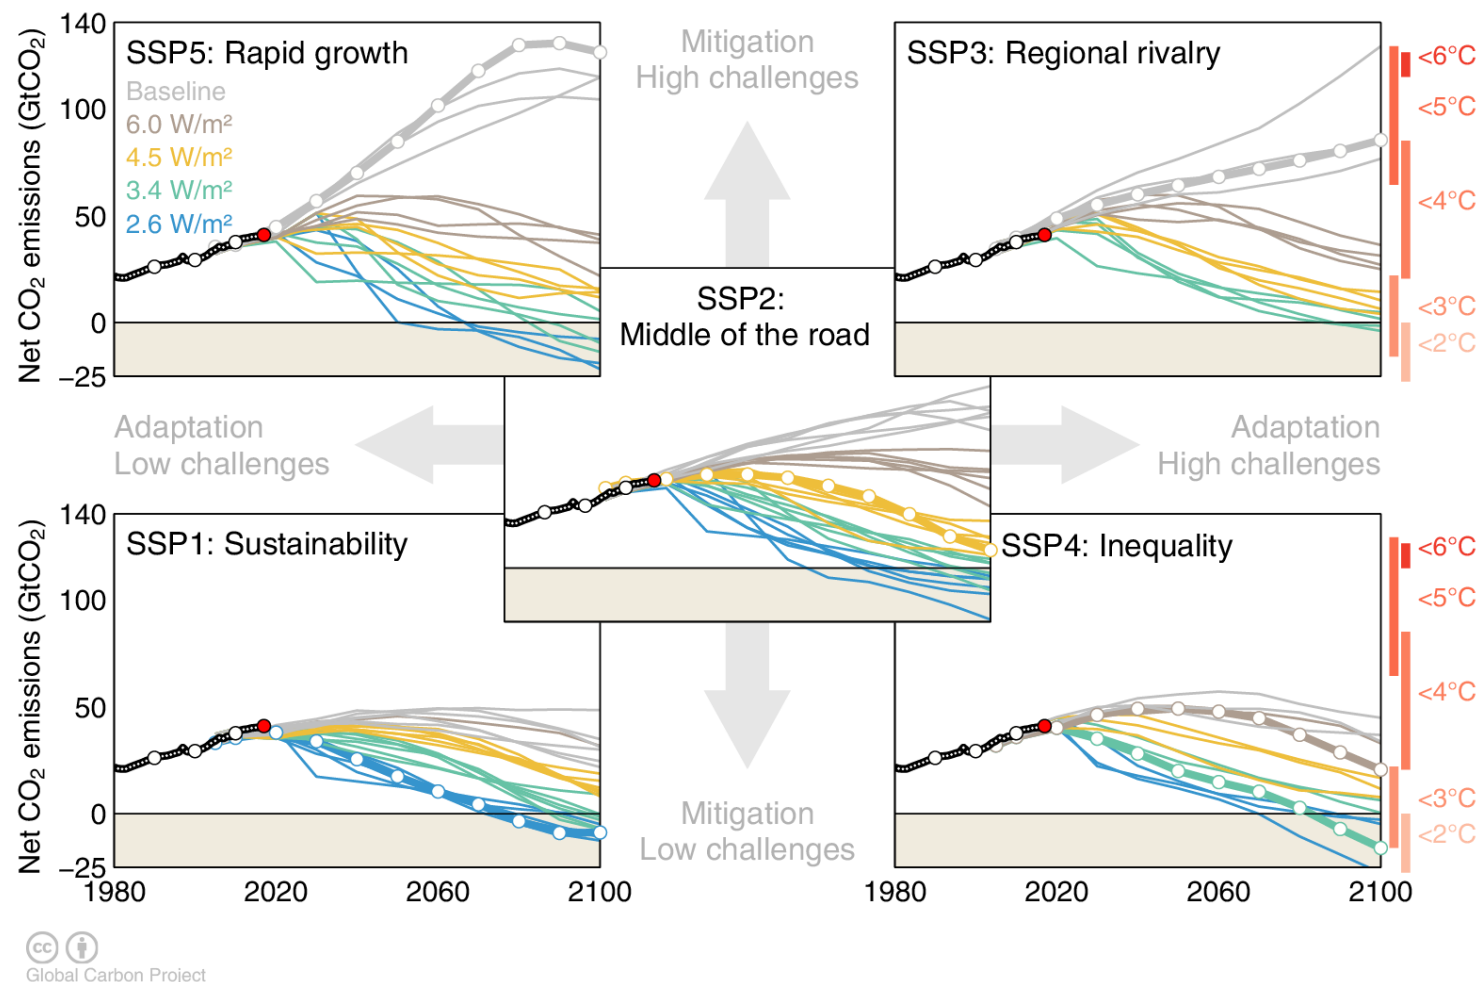 140
Net CO₂ emissions (GtCO₂)
100
50
0
−25
SSP5: Rapid growth
Baseline
6.0 W/m²
4.5 W/m²
3.4 W/m²
2.6 W/m²
Mitigation
High challenges
SSP3: Regional rivalry
<6°C
<5°C
<4°C
<3°C
<2°C
SSP2:
Middle of the road
Adaptation
Low challenges
Adaptation
High challenges
140
Net CO₂ emissions (GtCO₂)
100
50
0
−25
SSP1: Sustainability
1980
2020
2060
2100
Mitigation
Low challenges
SSP4: Inequality
1980
2020
2060
2100
<6°C
<5°C
<4°C
<3°C
<2°C
cc
Global Carbon Project